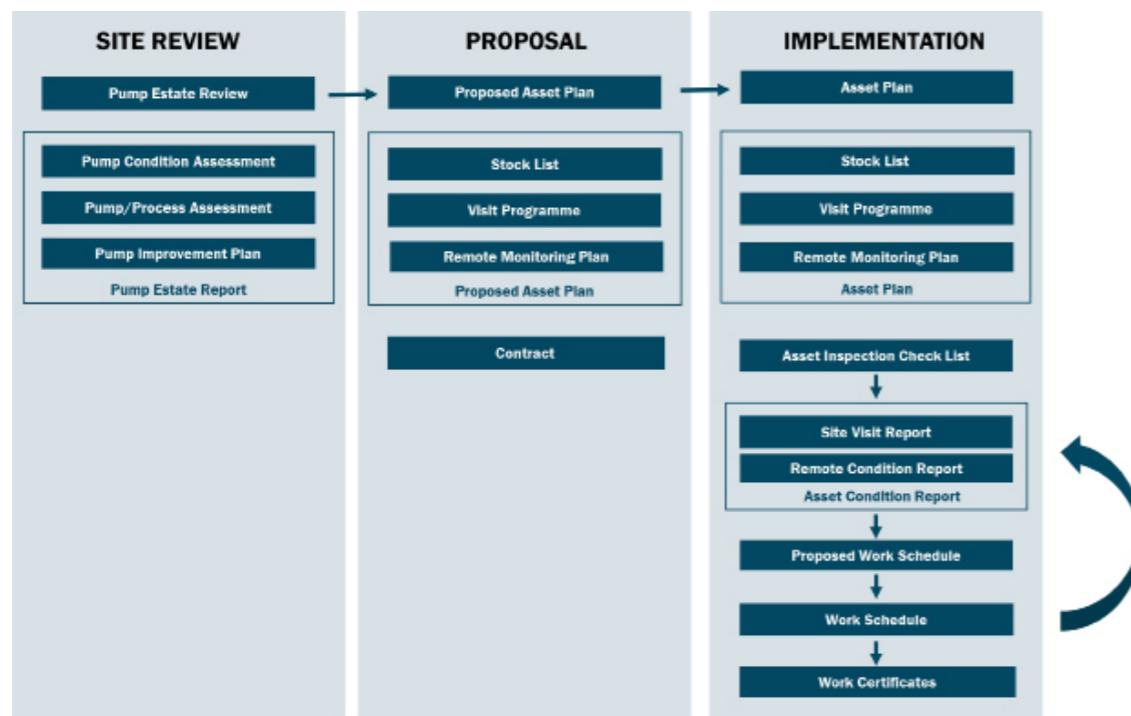 SITE REVIEW
Pump Estate Review
Pump Condition Assessment
Pump/Process Assessment
Pump Improvement Plan
Pump Estate Report
PROPOSAL
Proposed Asset Plan
Stock List
Visit Programme
Remote Monitoring Plan
Proposed Asset Plan
Contract
IMPLEMENTATION
Asset Plan
Stock List
Visit Programme
Remote Monitoring Plan
Asset Plan
Asset Inspection Check List
Site Visit Report
Remote Condition Report
Asset Condition Report
Proposed Work Schedule
Work Schedule
Work Certificates